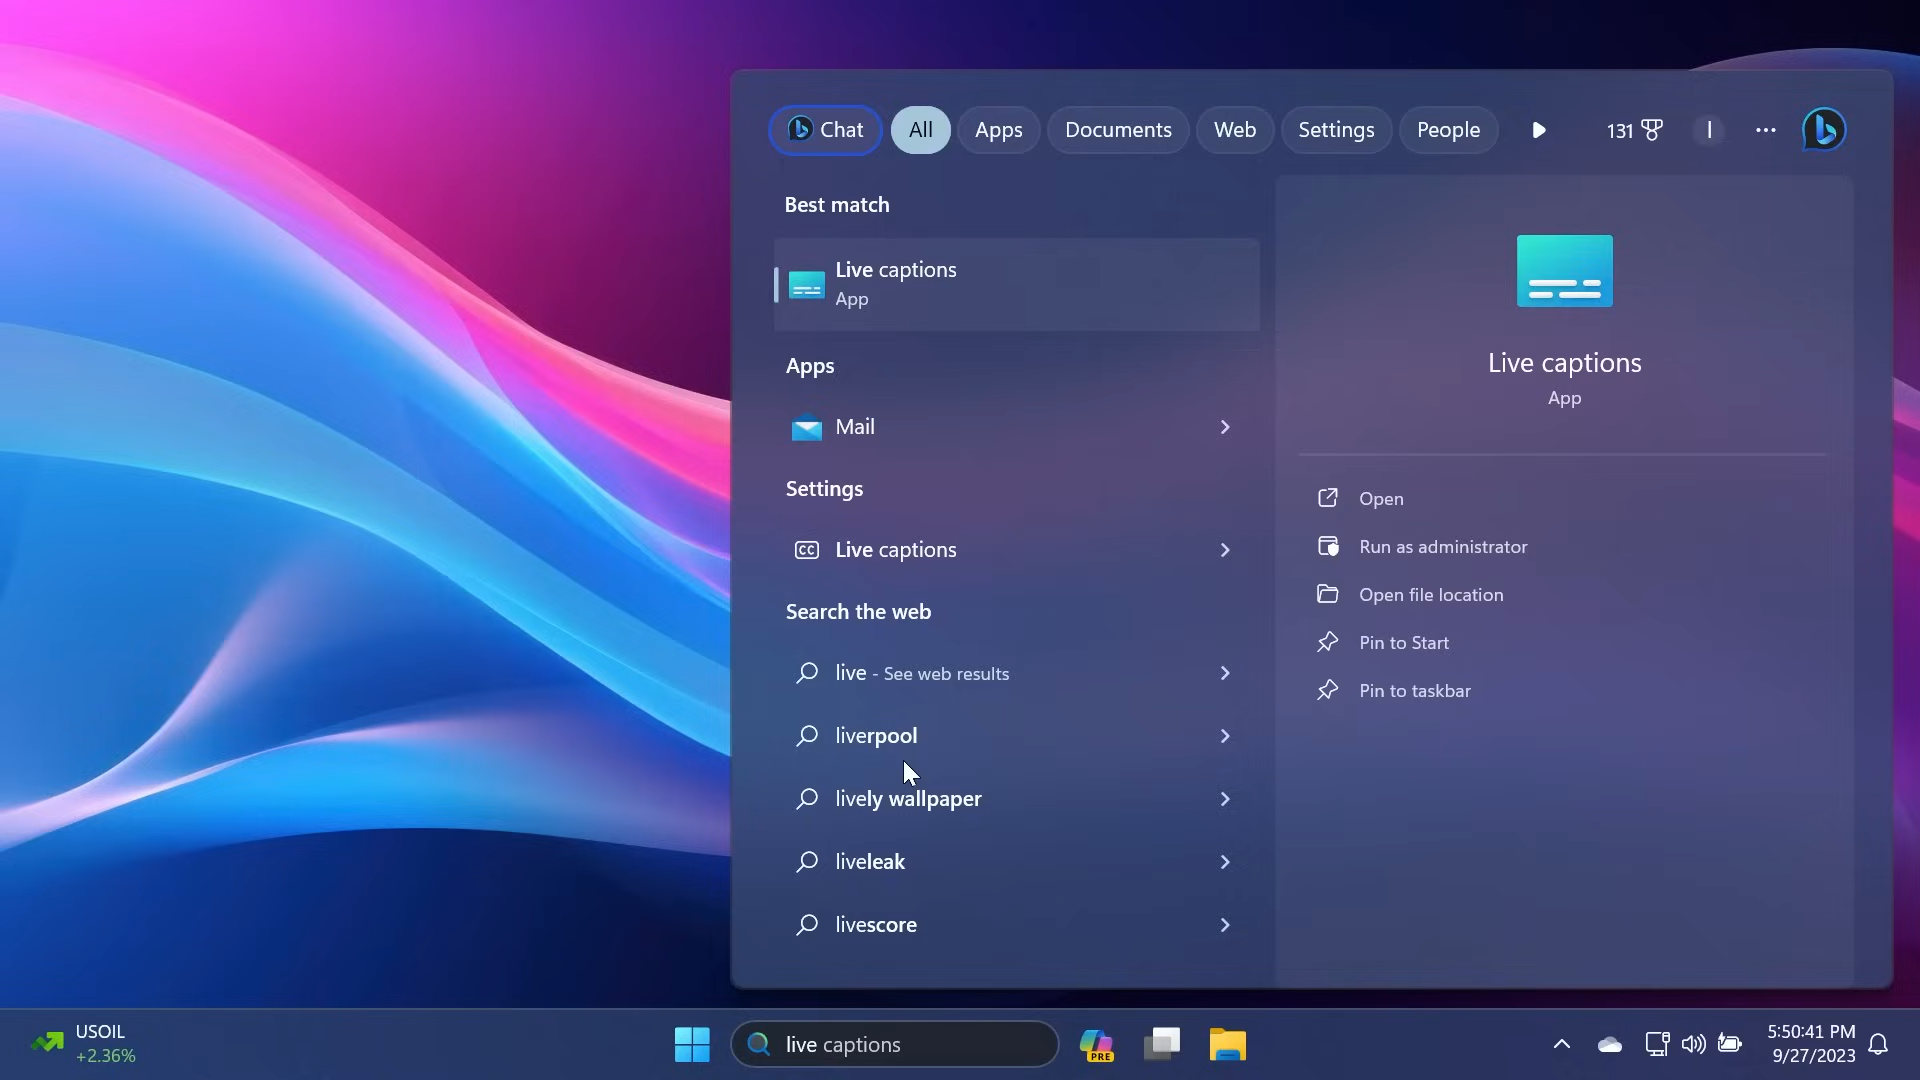 Chat All Apps Documents Web Settings People 131 I
Best match
Live captions
App
Apps
Mail
Settings
CC Live captions
Search the web
live - See web results
liverpool
lively wallpaper
liveleak
livescore
Live captions
App
Open
Run as administrator
Open file location
Pin to Start
Pin to taskbar
USOIL
+2.36%
live captions
PRE
5:50:41 PM
9/27/2023